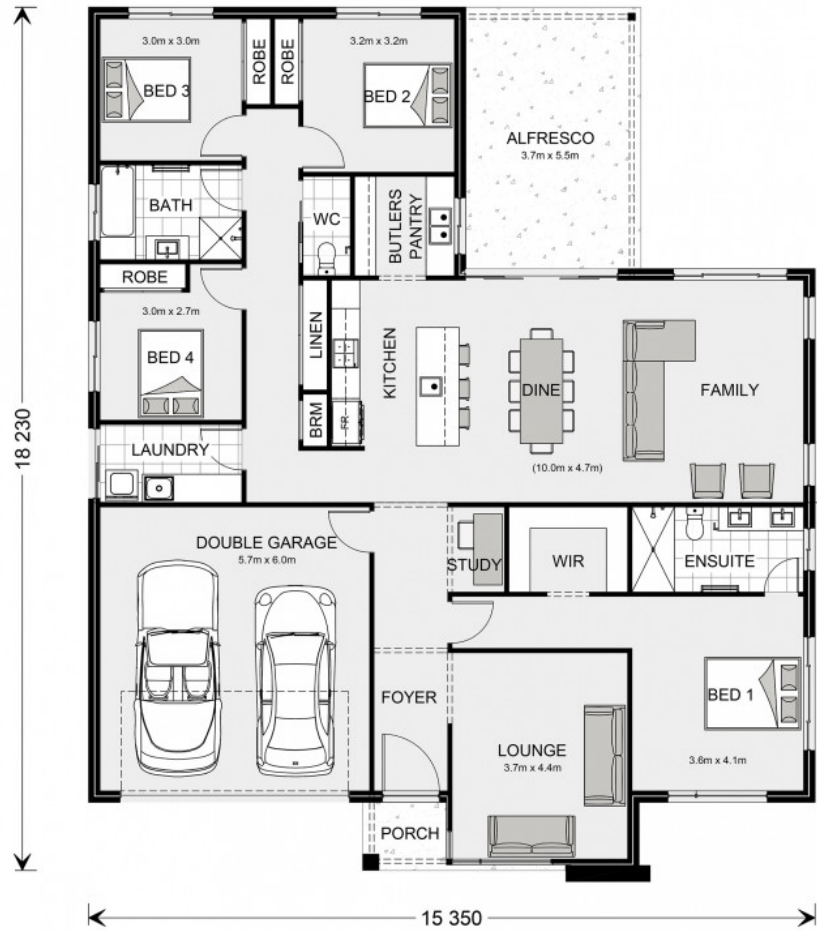 3.0m x 3.0m
BED 3
ROBE
ROBE
3.2m x 3.2m
BED 2
ALFRESCO
3.7m x 5.5m
BATH
WC
BUTLERS
PANTRY
ROBE
3.0m x 2.7m
BED 4
LINEN
KITCHEN
DINE
FAMILY
BRM
FR
(10.0m x 4.7m)
LAUNDRY
18 230
DOUBLE GARAGE
5.7m x 6.0m
STUDY
WIR
ENSUITE
FOYER
BED 1
LOUNGE
3.7m x 4.4m
3.6m x 4.1m
PORCH
15 350